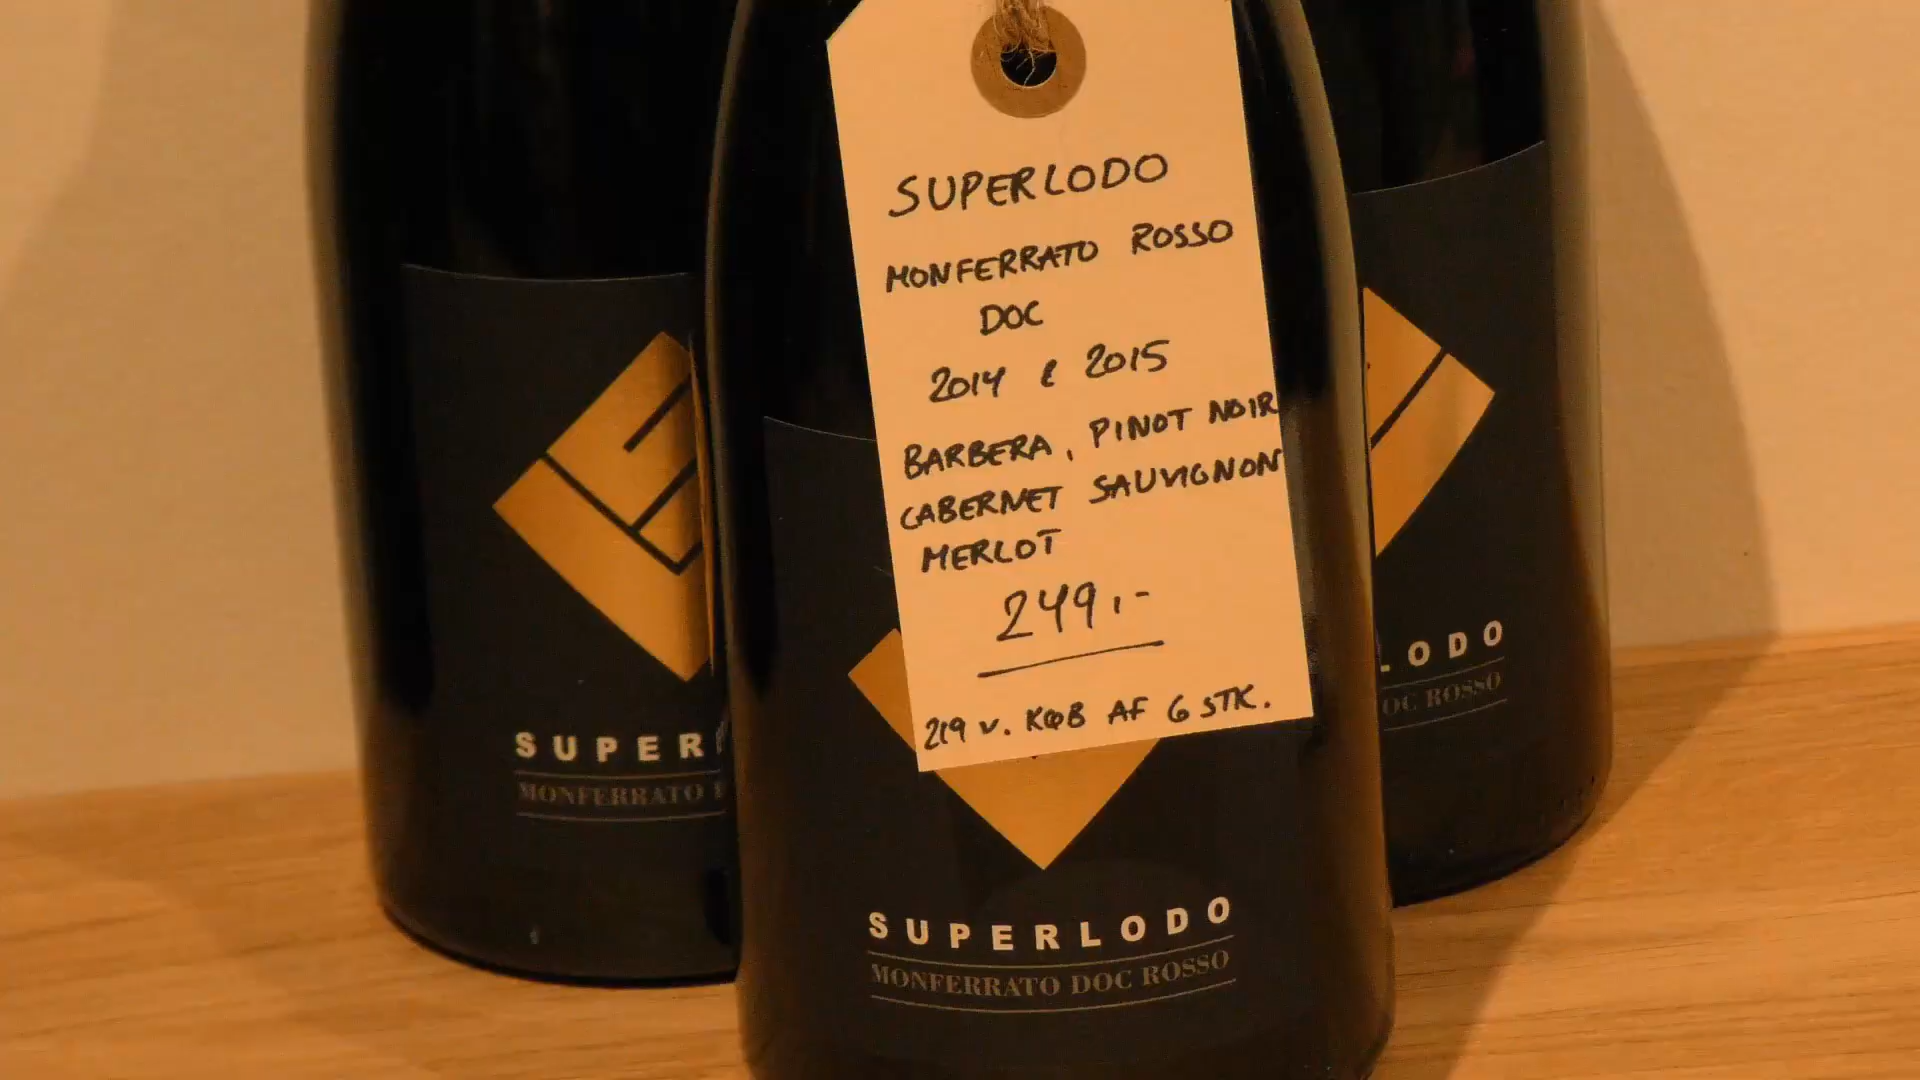 SUPERLODO
MONFERRATO ROSSO
DOC
2014 & 2015
BARBERA, PINOT NOIR
CABERNET SAUVIGNON
MERLOT
249,-
219 V. KØB AF 6 STK.
SUPER
MONFERRATO
SUPERLODO
MONFERRATO DOC ROSSO
LODO
OC ROSSO